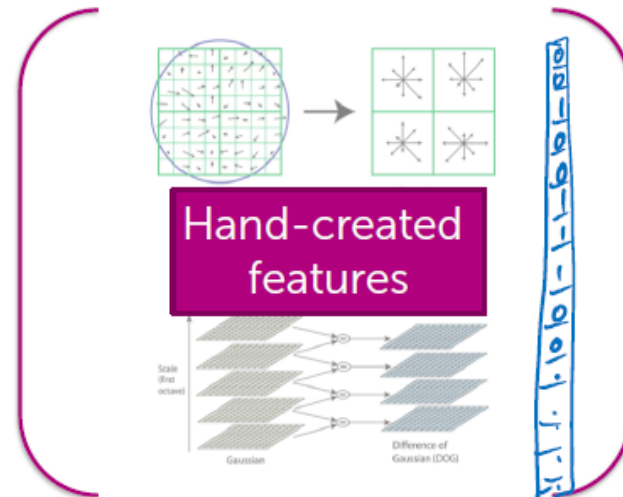 Hand-created
features
Scale
(first
octave)
Gaussian
Difference of
Gaussian (DOG)